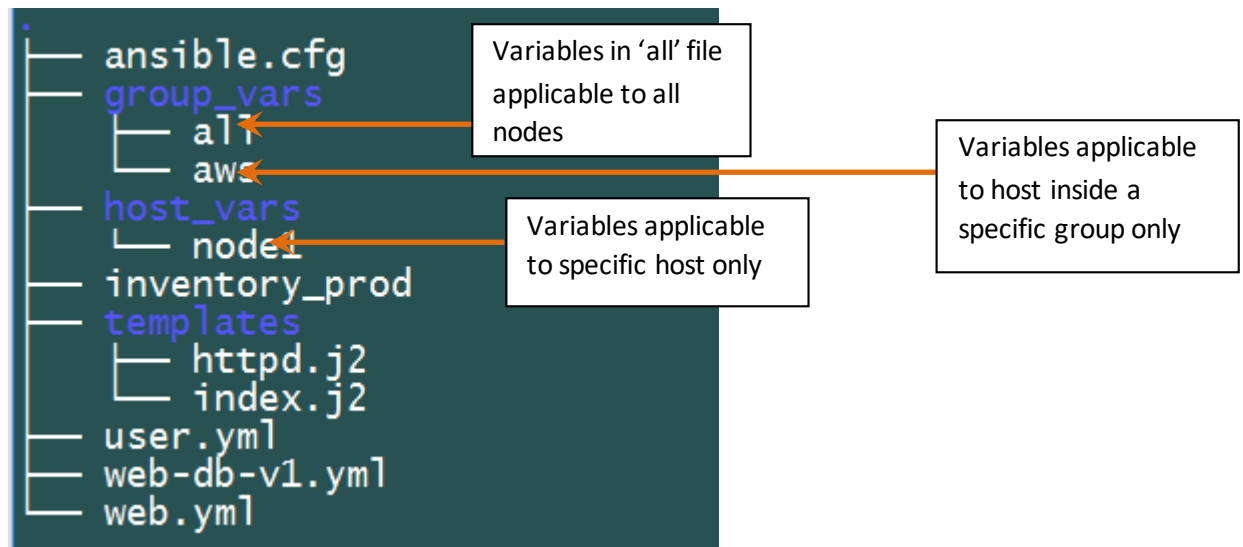 .
├── ansible.cfg
├── group_vars
│   ├── all
│   └── aws
├── host_vars
│   └── node1
├── inventory_prod
├── templates
│   ├── httpd.j2
│   └── index.j2
├── user.yml
├── web-db-v1.yml
└── web.yml
Variables in ‘all’ file
applicable to all
nodes
Variables applicable
to host inside a
specific group only
Variables applicable
to specific host only